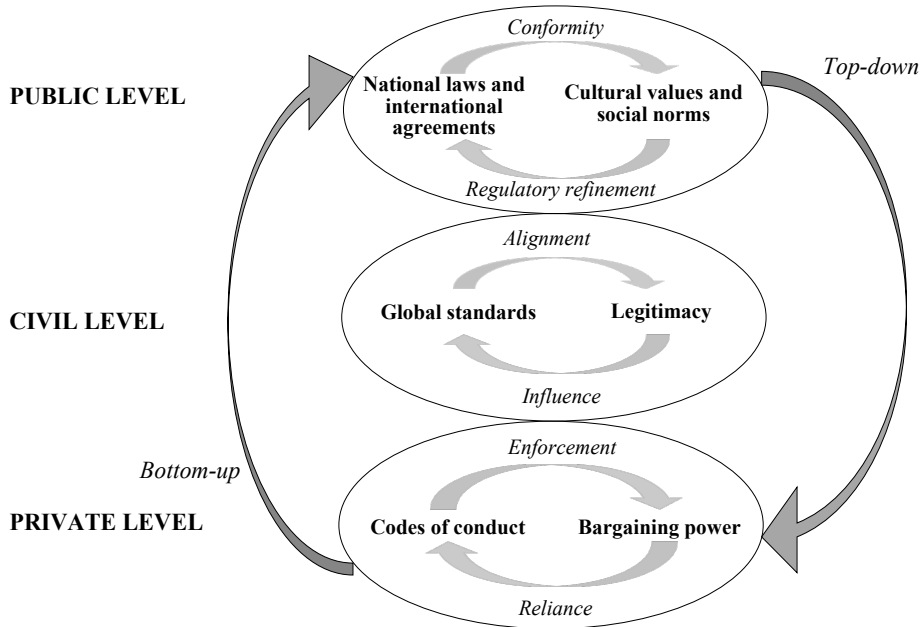 Conformity
Top-down
PUBLIC LEVEL
National laws and
international
agreements
Cultural values and
social norms
Regulatory refinement
Alignment
CIVIL LEVEL
Global standards
Legitimacy
Influence
Enforcement
Bottom-up
PRIVATE LEVEL
Codes of conduct
Bargaining power
Reliance